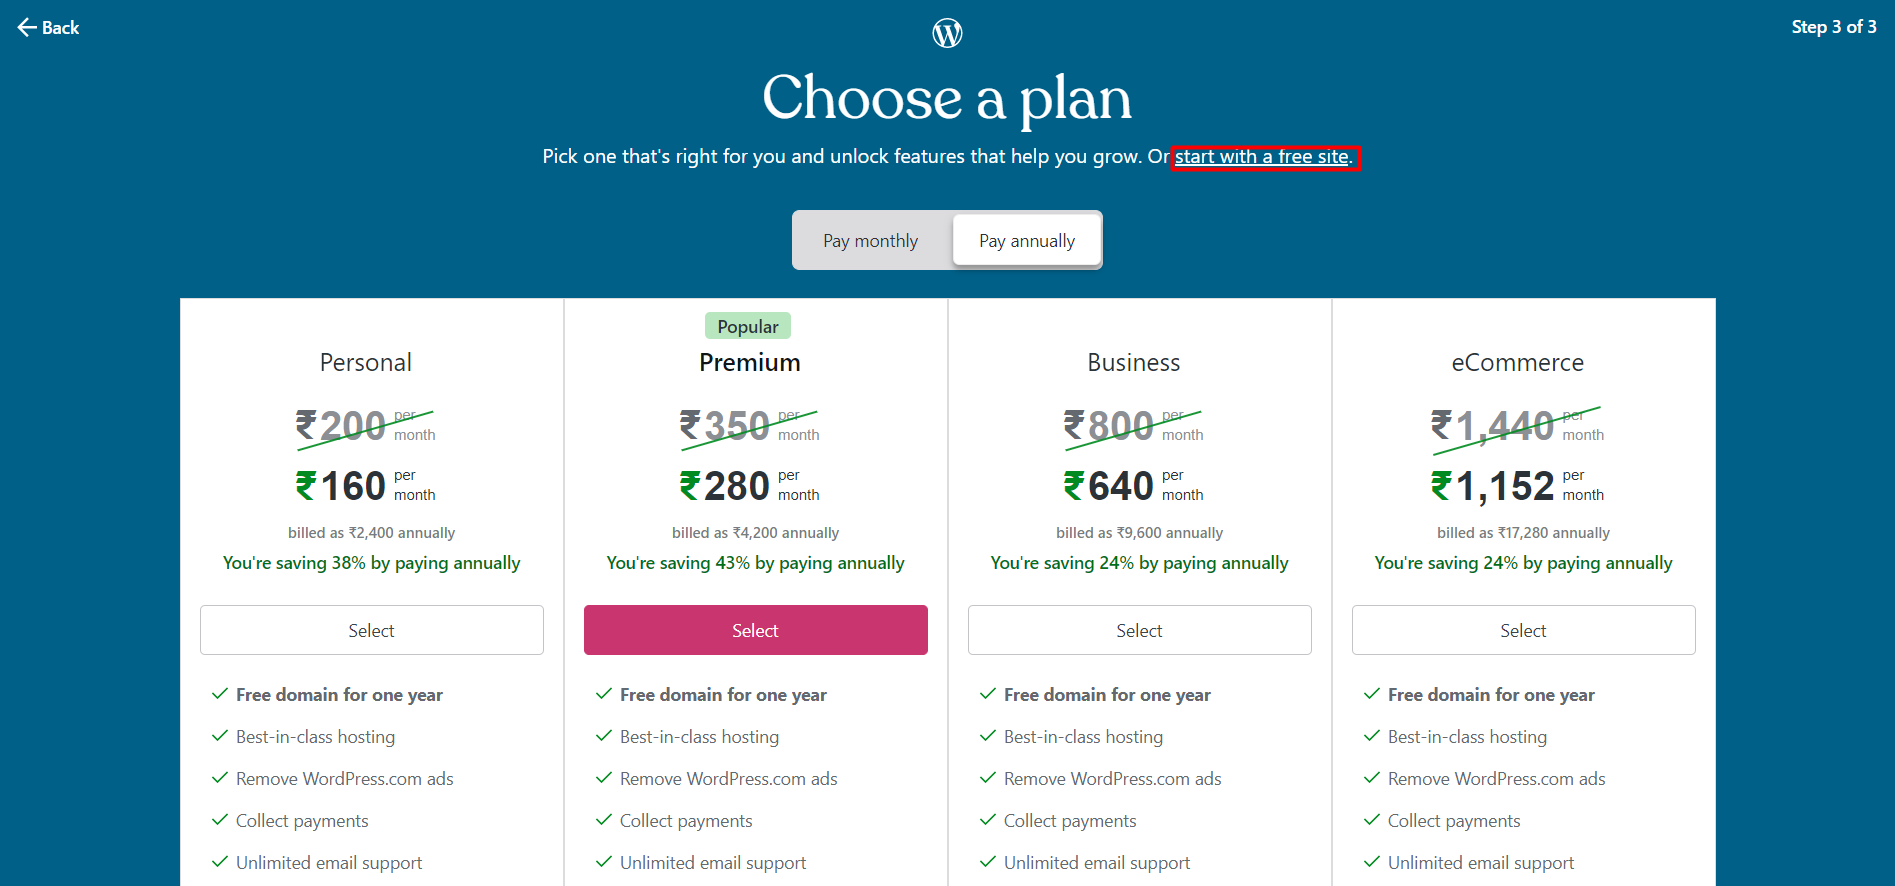 Back
Step 3 of 3
Choose a plan
Pick one that's right for you and unlock features that help you grow. Or start with a free site.
Pay monthly
Pay annually
Personal
₹200 per month
₹160 per month
billed as ₹2,400 annually
You're saving 38% by paying annually
Select
Free domain for one year
Best-in-class hosting
Remove WordPress.com ads
Collect payments
Unlimited email support
Popular
Premium
₹350 per month
₹280 per month
billed as ₹4,200 annually
You're saving 43% by paying annually
Select
Free domain for one year
Best-in-class hosting
Remove WordPress.com ads
Collect payments
Unlimited email support
Business
₹800 per month
₹640 per month
billed as ₹9,600 annually
You're saving 24% by paying annually
Select
Free domain for one year
Best-in-class hosting
Remove WordPress.com ads
Collect payments
Unlimited email support
eCommerce
₹1,440 per month
₹1,152 per month
billed as ₹17,280 annually
You're saving 24% by paying annually
Select
Free domain for one year
Best-in-class hosting
Remove WordPress.com ads
Collect payments
Unlimited email support